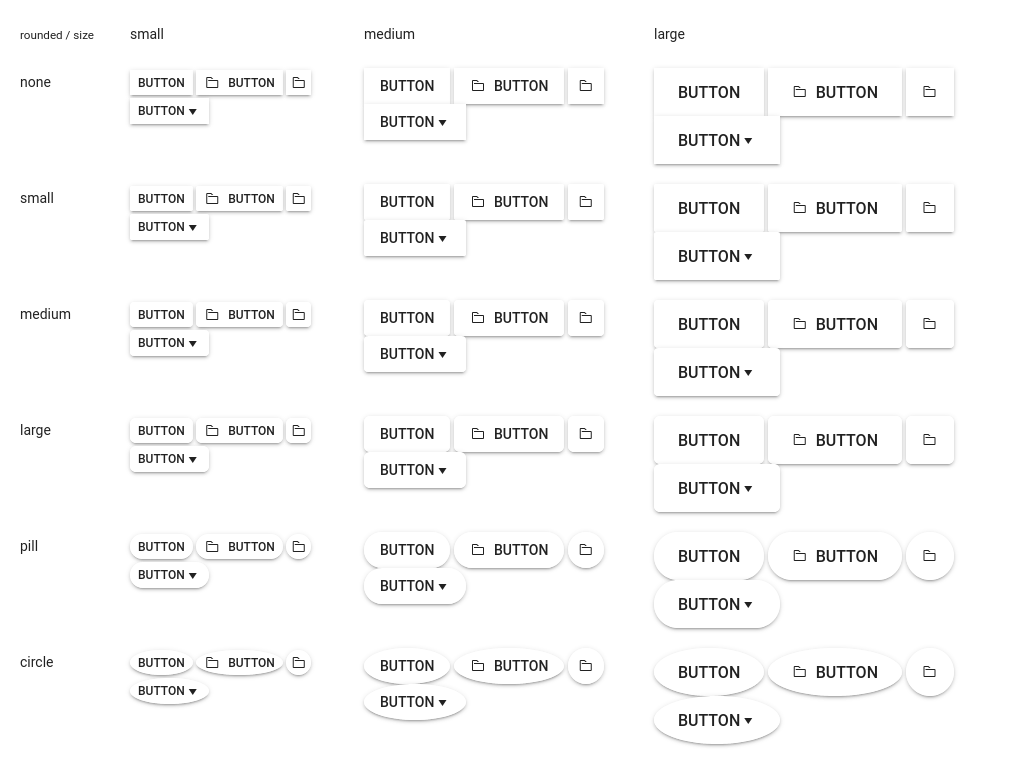 rounded / size small medium large
none BUTTON BUTTON BUTTON BUTTON BUTTON BUTTON
BUTTON BUTTON BUTTON
small BUTTON BUTTON BUTTON BUTTON BUTTON BUTTON
BUTTON BUTTON BUTTON
medium BUTTON BUTTON BUTTON BUTTON BUTTON BUTTON
BUTTON BUTTON BUTTON
large BUTTON BUTTON BUTTON BUTTON BUTTON BUTTON
BUTTON BUTTON BUTTON
pill BUTTON BUTTON BUTTON BUTTON BUTTON BUTTON
BUTTON BUTTON BUTTON
circle BUTTON BUTTON BUTTON BUTTON BUTTON BUTTON
BUTTON BUTTON BUTTON